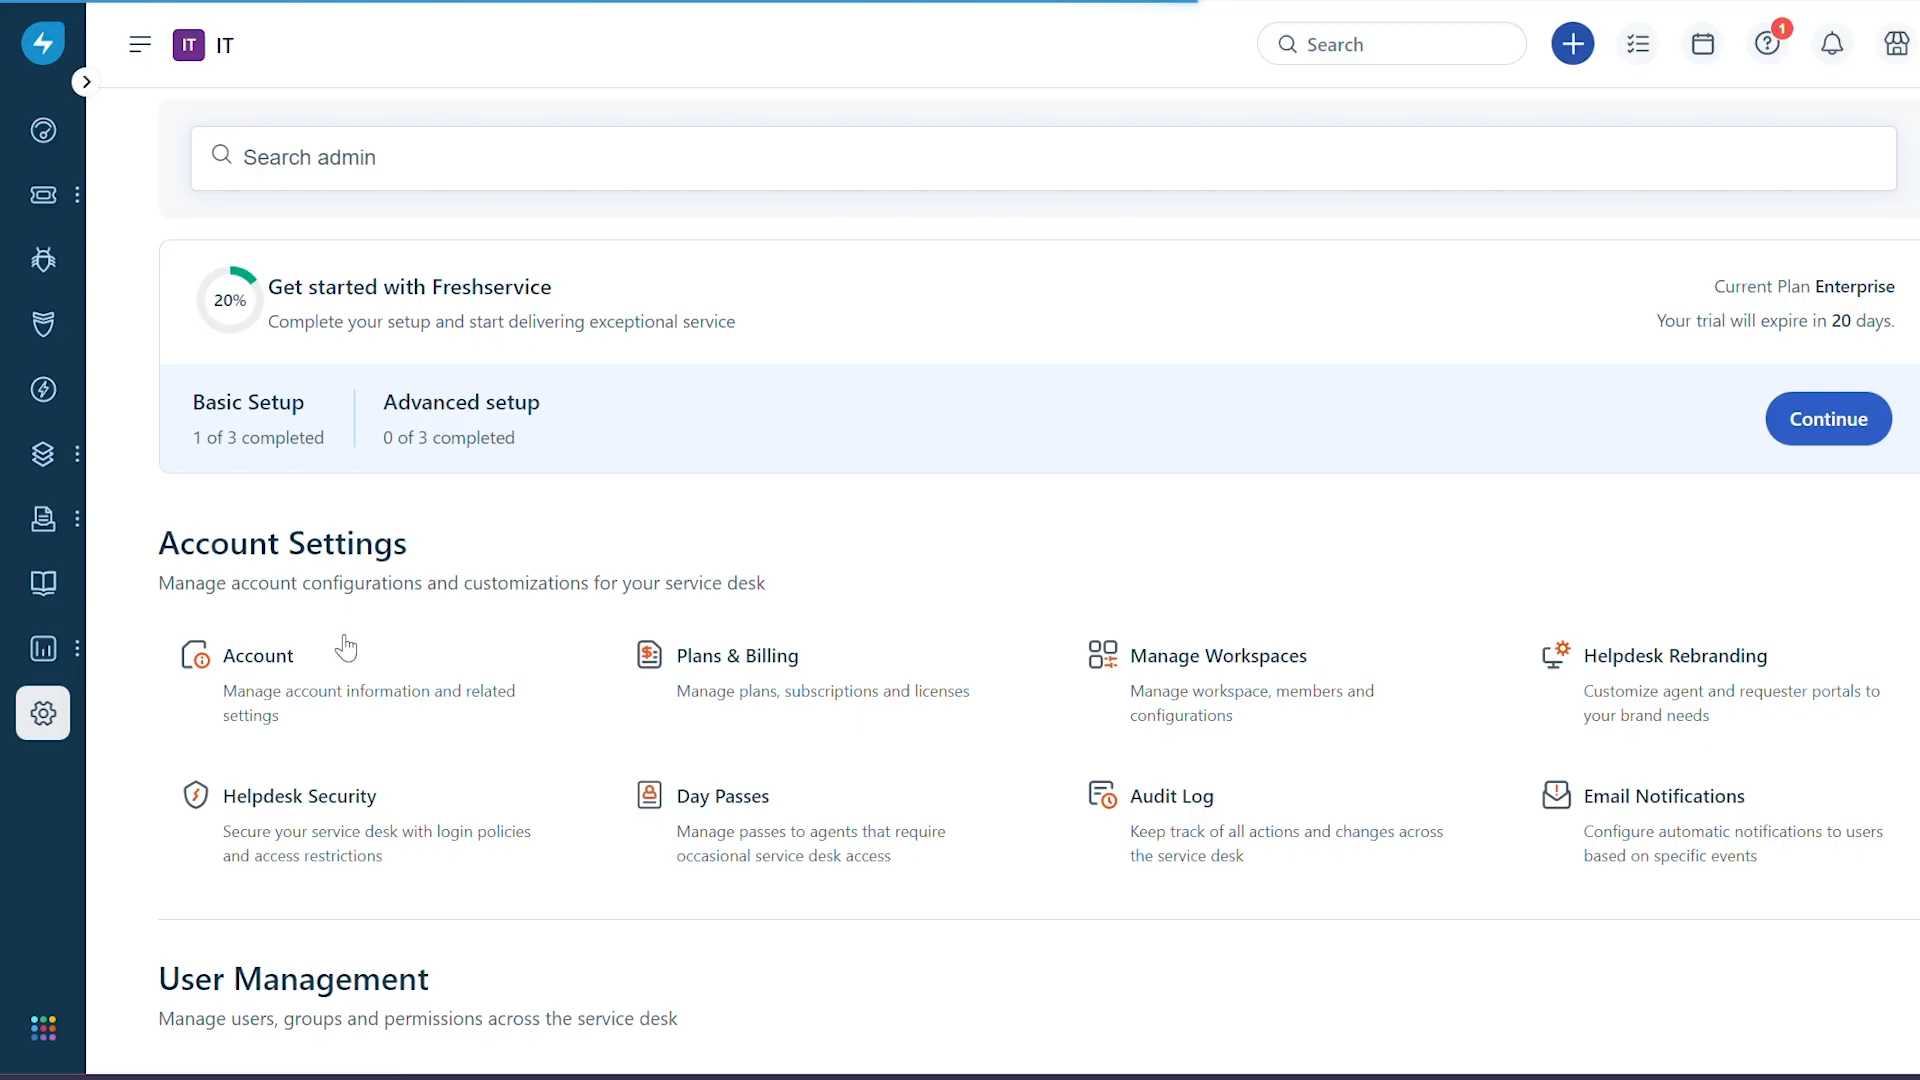 IT IT
Search
1
Search admin
20%
Get started with Freshservice
Complete your setup and start delivering exceptional service
Current Plan Enterprise
Your trial will expire in 20 days.
Basic Setup
1 of 3 completed
Advanced setup
0 of 3 completed
Continue
Account Settings
Manage account configurations and customizations for your service desk
Account
Manage account information and related
settings
Plans & Billing
Manage plans, subscriptions and licenses
Manage Workspaces
Manage workspace, members and
configurations
Helpdesk Rebranding
Customize agent and requester portals to
your brand needs
Helpdesk Security
Secure your service desk with login policies
and access restrictions
Day Passes
Manage passes to agents that require
occasional service desk access
Audit Log
Keep track of all actions and changes across
the service desk
Email Notifications
Configure automatic notifications to users
based on specific events
User Management
Manage users, groups and permissions across the service desk